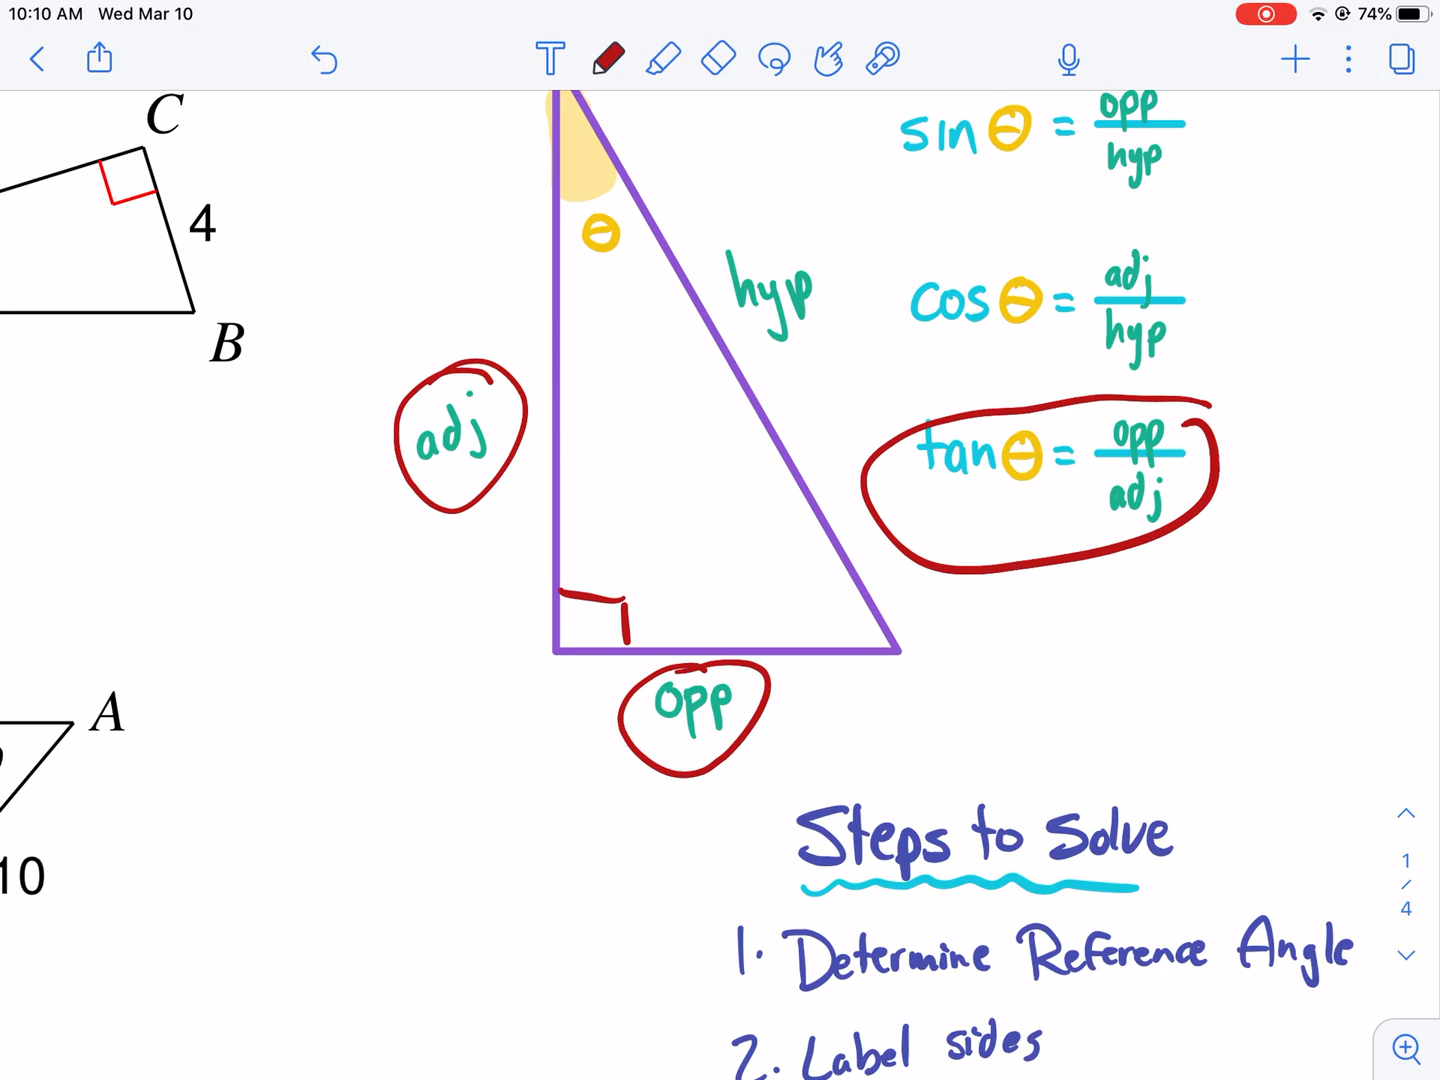 10:10 AM Wed Mar 10
74%
C
4
B
A
10
θ
hyp
adj
opp
sin θ = opp/hyp
cos θ = adj/hyp
tan θ = opp/adj
Steps to Solve
1. Determine Reference Angle
2. Label sides
1
/
4